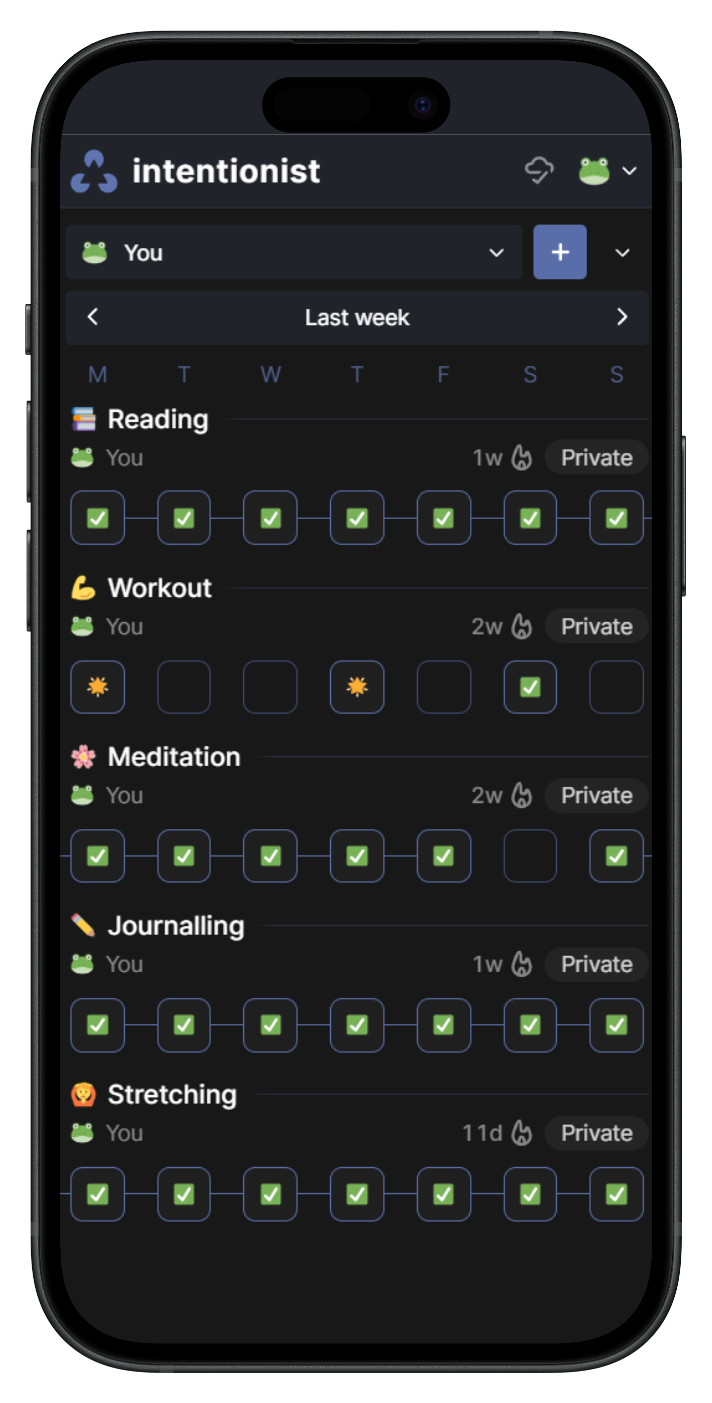 intentionist
You
Last week
M T W T F S S
Reading
You 1w Private
Workout
You 2w Private
Meditation
You 2w Private
Journalling
You 1w Private
Stretching
You 11d Private